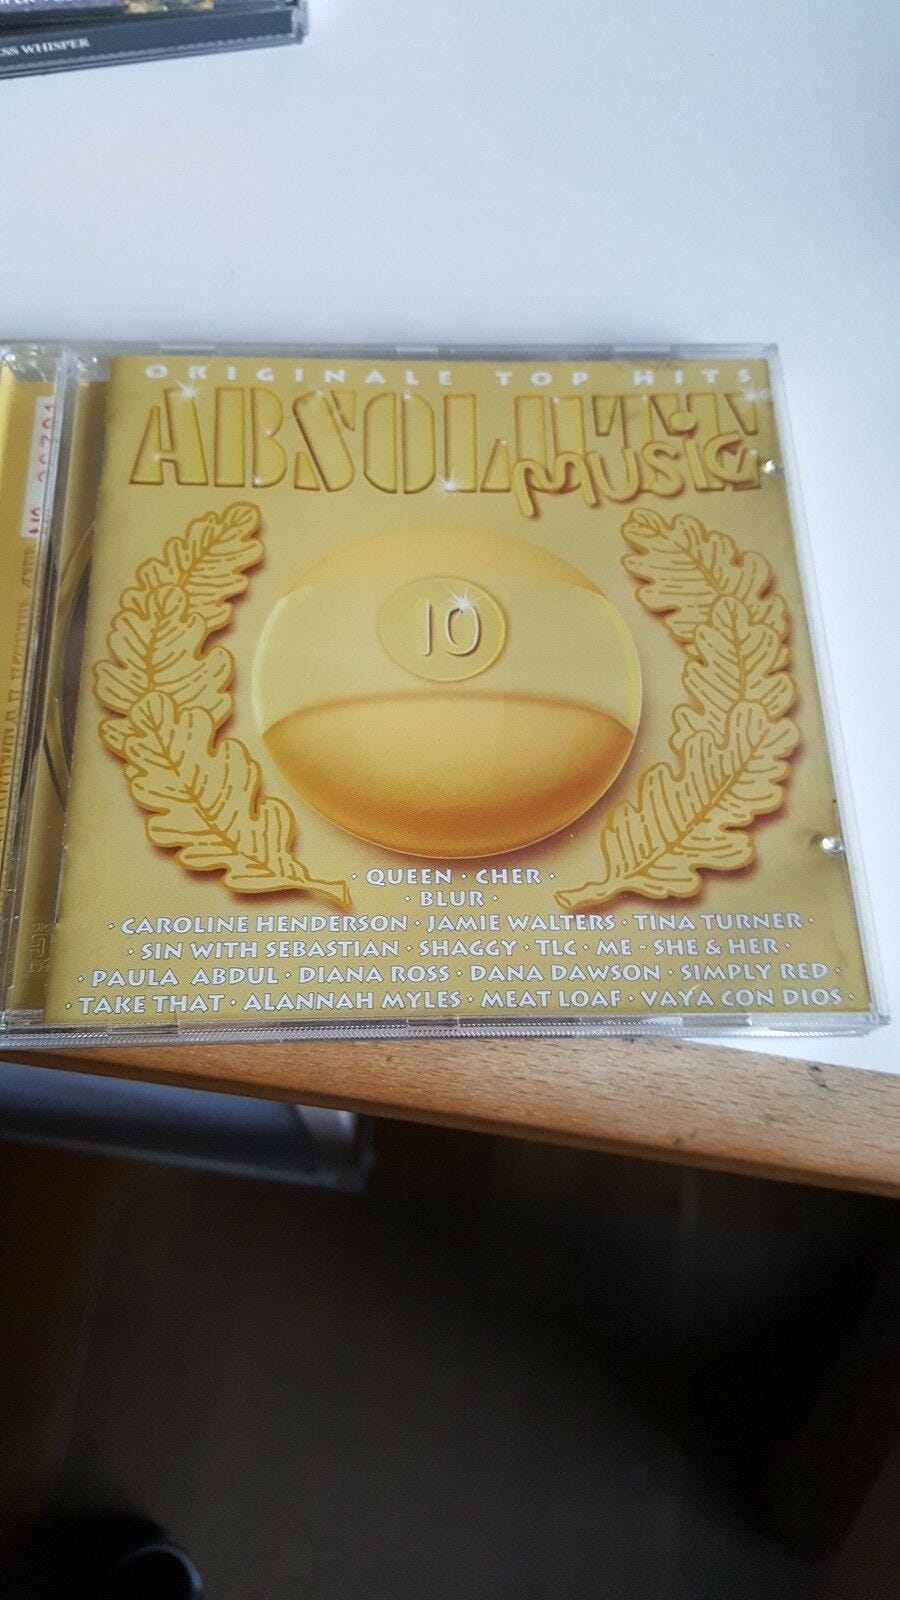 SS WHISPER
ORIGINALE TOP HITS
ABSOLUTE
music
10
· QUEEN · CHER ·
· BLUR ·
· CAROLINE HENDERSON · JAMIE WALTERS · TINA TURNER ·
· SIN WITH SEBASTIAN · SHAGGY · TLC · ME - SHE & HER ·
· PAULA ABDUL · DIANA ROSS · DANA DAWSON · SIMPLY RED ·
· TAKE THAT · ALANNAH MYLES · MEAT LOAF · VAYA CON DIOS ·